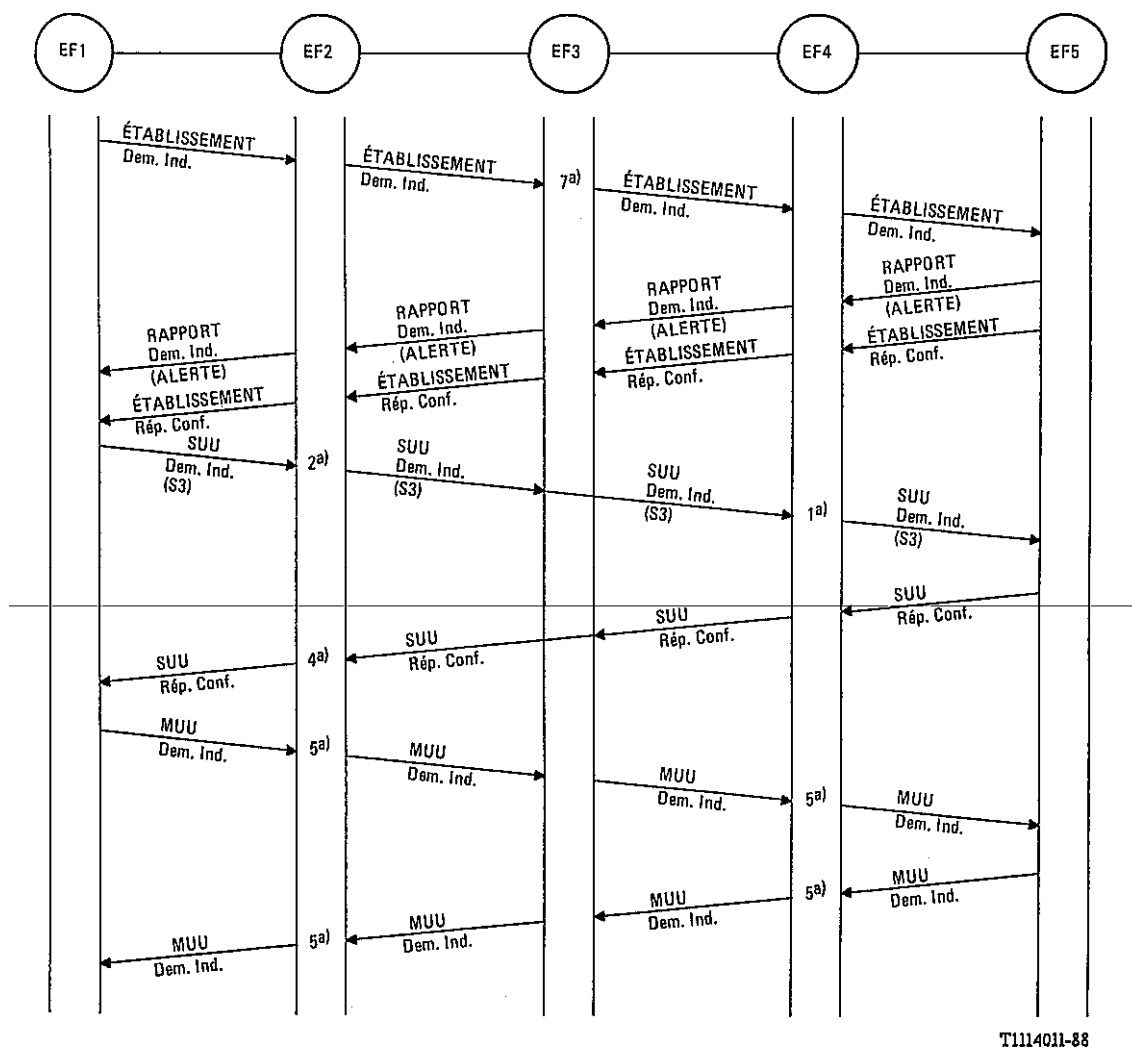 EF1 EF2 EF3 EF4 EF5
ÉTABLISSEMENT
Dem. Ind.
ÉTABLISSEMENT
Dem. Ind.
7a)
ÉTABLISSEMENT
Dem. Ind.
ÉTABLISSEMENT
Dem. Ind.
RAPPORT
Dem. Ind.
(ALERTE)
RAPPORT
Dem. Ind.
(ALERTE)
RAPPORT
Dem. Ind.
(ALERTE)
RAPPORT
Dem. Ind.
(ALERTE)
ÉTABLISSEMENT
Rép. Conf.
ÉTABLISSEMENT
Rép. Conf.
ÉTABLISSEMENT
Rép. Conf.
ÉTABLISSEMENT
Rép. Conf.
SUU
Dem. Ind.
(S3)
2a)
SUU
Dem. Ind.
(S3)
SUU
Dem. Ind.
(S3)
1a)
SUU
Dem. Ind.
(S3)
SUU
Rép. Conf.
SUU
Rép. Conf.
SUU
Rép. Conf.
4a)
SUU
Rép. Conf.
MUU
Dem. Ind.
5a)
MUU
Dem. Ind.
MUU
Dem. Ind.
5a)
MUU
Dem. Ind.
MUU
Dem. Ind.
5a)
MUU
Dem. Ind.
MUU
Dem. Ind.
5a)
MUU
Dem. Ind.
T1114011-88